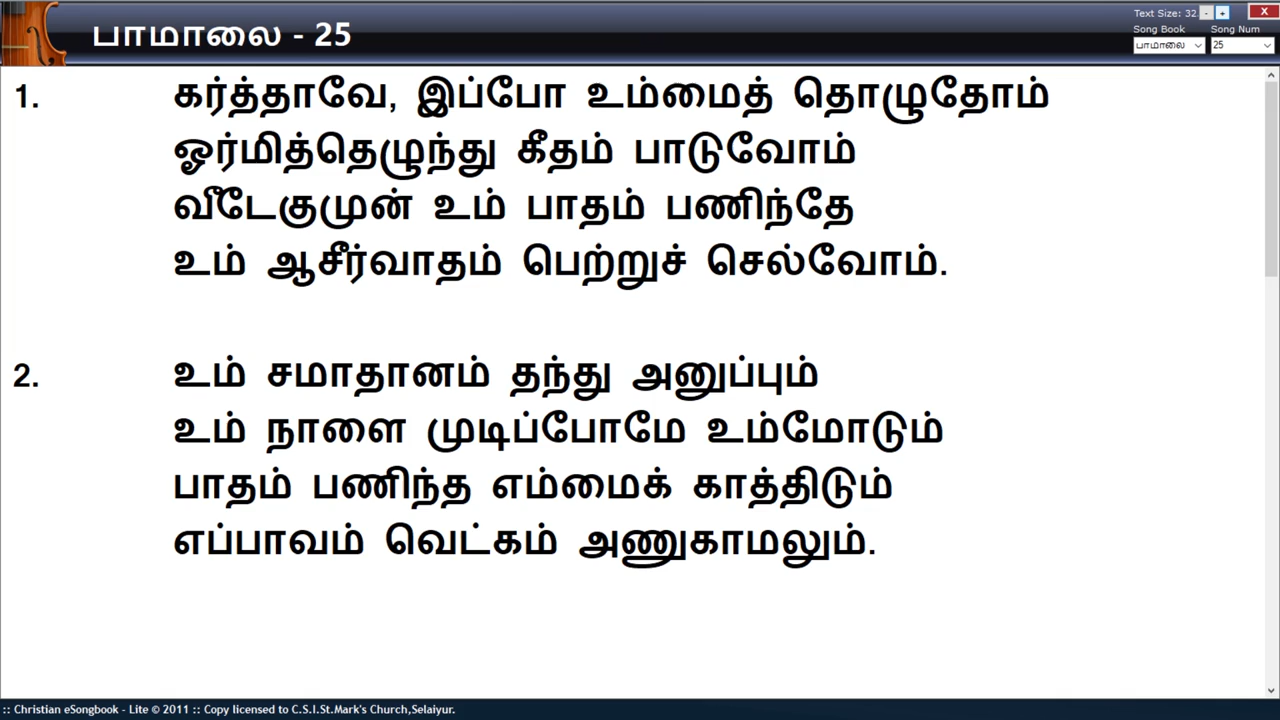 பாமாலை - 25
Text Size: 32
- +
X
Song Book
Song Num
பாமாலை
25
1. கர்த்தாவே, இப்போ உம்மைத் தொழுதோம்
ஓர்மித்தெழுந்து கீதம் பாடுவோம்
வீடேகுமுன் உம் பாதம் பணிந்தே
உம் ஆசீர்வாதம் பெற்றுச் செல்வோம்.
2. உம் சமாதானம் தந்து அனுப்பும்
உம் நாளை முடிப்போமே உம்மோடும்
பாதம் பணிந்த எம்மைக் காத்திடும்
எப்பாவம் வெட்கம் அணுகாமலும்.
:: Christian eSongbook - Lite © 2011 :: Copy licensed to C.S.I.St.Mark's Church,Selaiyur.